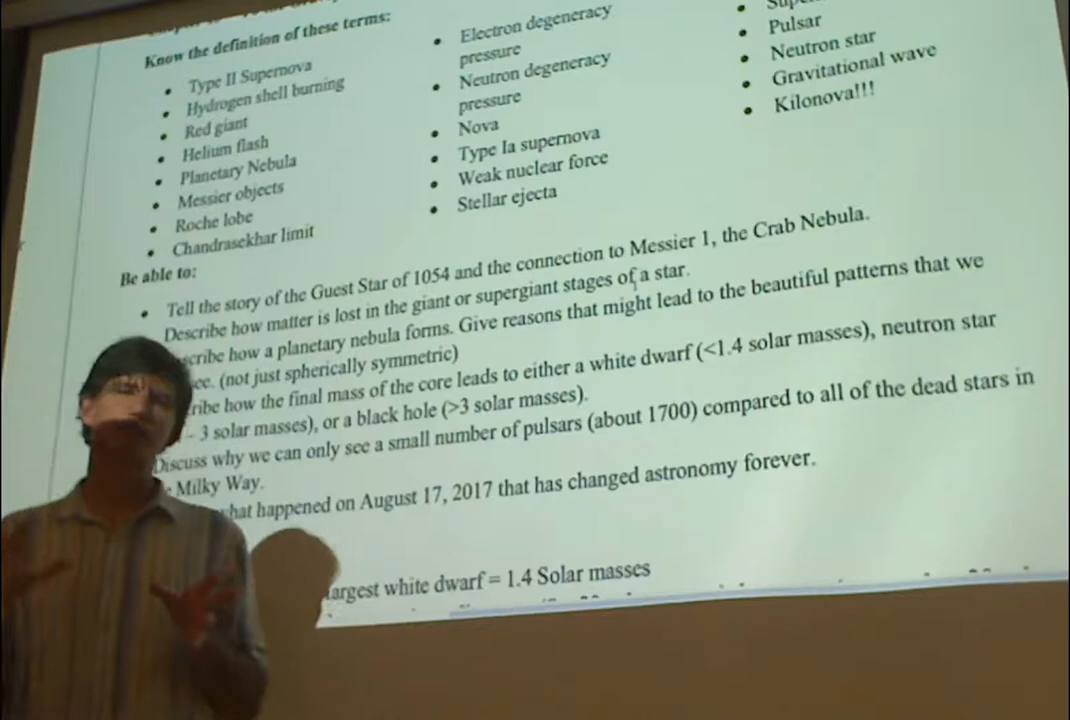 Know the definition of these terms:
• Type II Supernova
• Hydrogen shell burning
• Red giant
• Helium flash
• Planetary Nebula
• Messier objects
• Roche lobe
• Chandrasekhar limit
• Electron degeneracy
pressure
• Neutron degeneracy
pressure
• Nova
• Type Ia supernova
• Weak nuclear force
• Stellar ejecta
• Pulsar
• Neutron star
• Gravitational wave
• Kilonova!!!
Be able to:
• Tell the story of the Guest Star of 1054 and the connection to Messier 1, the Crab Nebula.
Describe how matter is lost in the giant or supergiant stages of a star.
scribe how a planetary nebula forms. Give reasons that might lead to the beautiful patterns that we
ee. (not just spherically symmetric)
ribe how the final mass of the core leads to either a white dwarf (<1.4 solar masses), neutron star
– 3 solar masses), or a black hole (>3 solar masses).
Discuss why we can only see a small number of pulsars (about 1700) compared to all of the dead stars in
Milky Way.
hat happened on August 17, 2017 that has changed astronomy forever.
largest white dwarf = 1.4 Solar masses